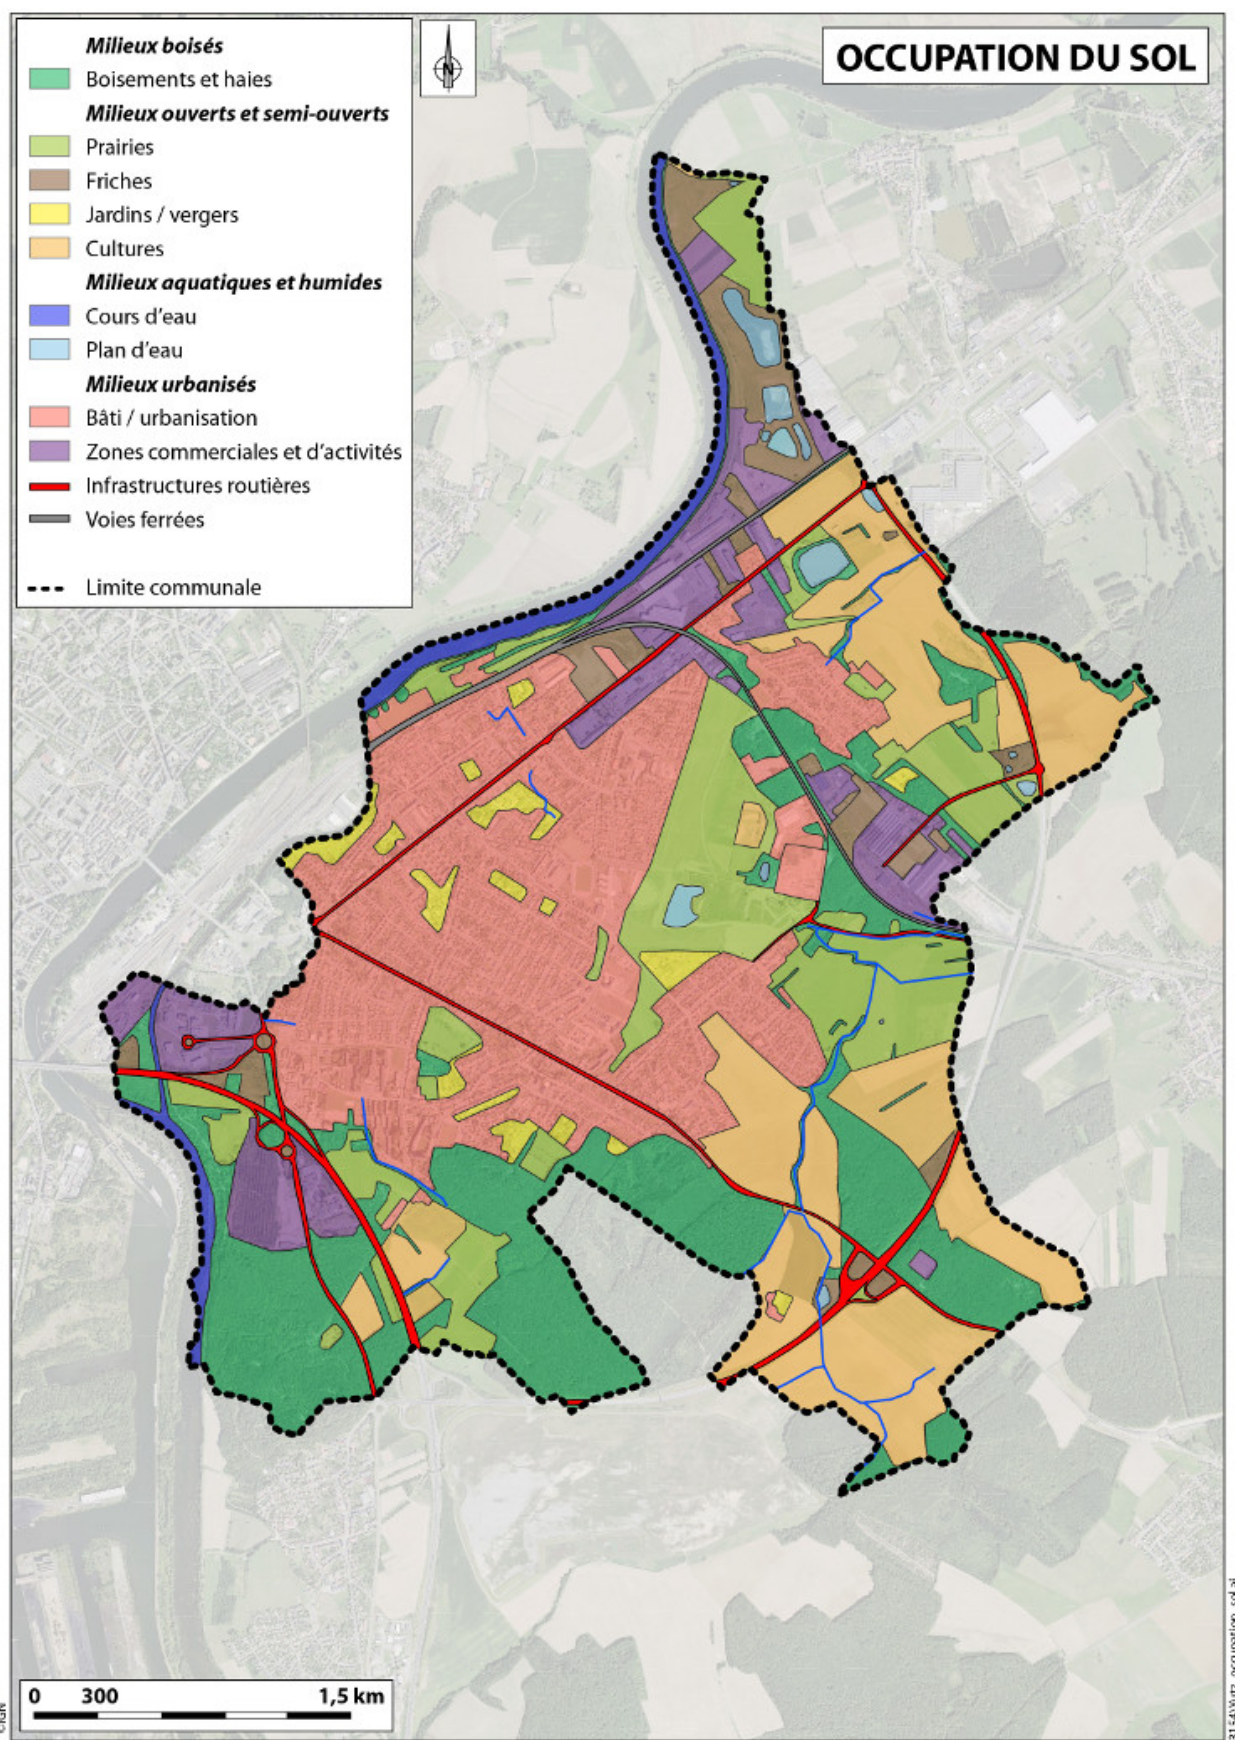 OCCUPATION DU SOL
N
Milieux boisés
Boisements et haies
Milieux ouverts et semi-ouverts
Prairies
Friches
Jardins / vergers
Cultures
Milieux aquatiques et humides
Cours d'eau
Plan d'eau
Milieux urbanisés
Bâti / urbanisation
Zones commerciales et d'activités
Infrastructures routières
Voies ferrées
Limite communale
0 300 1,5 km